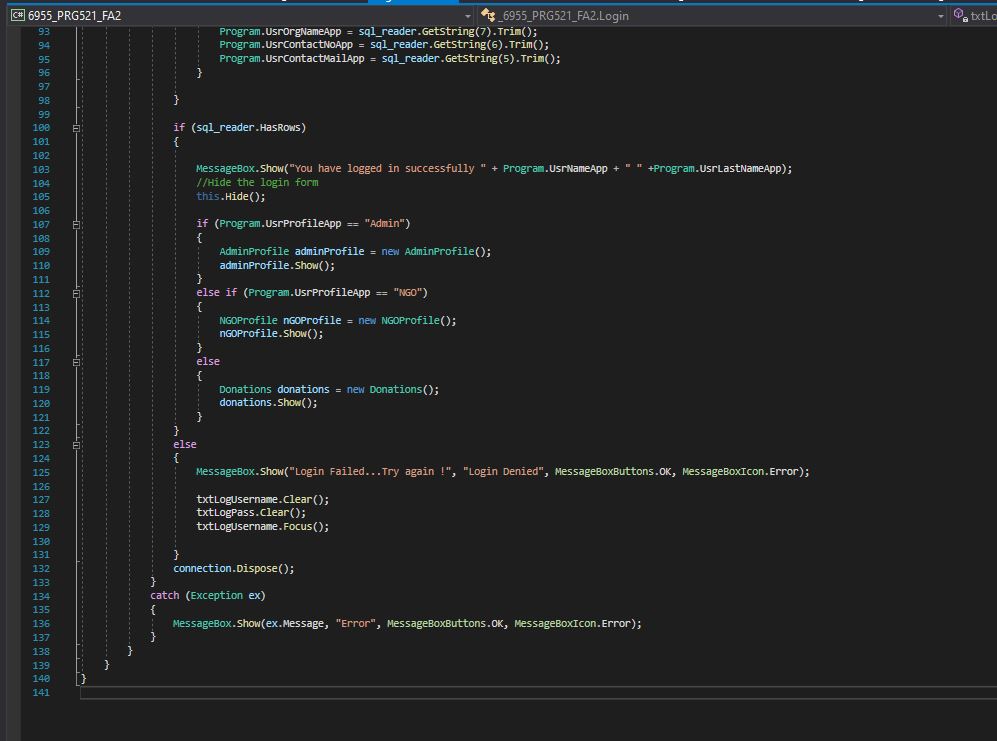 C# 6955_PRG521_FA2 _6955_PRG521_FA2.Login txtLo
93 Program.UsrOrgNameApp = sql_reader.GetString(7).Trim();
94 Program.UsrContactNoApp = sql_reader.GetString(6).Trim();
95 Program.UsrContactMailApp = sql_reader.GetString(5).Trim();
96 }
97
98 }
99
100 if (sql_reader.HasRows)
101 {
102
103 MessageBox.Show("You have logged in successfully " + Program.UsrNameApp + " " +Program.UsrLastNameApp);
104 //Hide the login form
105 this.Hide();
106
107 if (Program.UsrProfileApp == "Admin")
108 {
109 AdminProfile adminProfile = new AdminProfile();
110 adminProfile.Show();
111 }
112 else if (Program.UsrProfileApp == "NGO")
113 {
114 NGOProfile nGOProfile = new NGOProfile();
115 nGOProfile.Show();
116 }
117 else
118 {
119 Donations donations = new Donations();
120 donations.Show();
121 }
122 }
123 else
124 {
125 MessageBox.Show("Login Failed...Try again !", "Login Denied", MessageBoxButtons.OK, MessageBoxIcon.Error);
126
127 txtLogUsername.Clear();
128 txtLogPass.Clear();
129 txtLogUsername.Focus();
130
131 }
132 connection.Dispose();
133 }
134 catch (Exception ex)
135 {
136 MessageBox.Show(ex.Message, "Error", MessageBoxButtons.OK, MessageBoxIcon.Error);
137 }
138 }
139 }
140 }
141